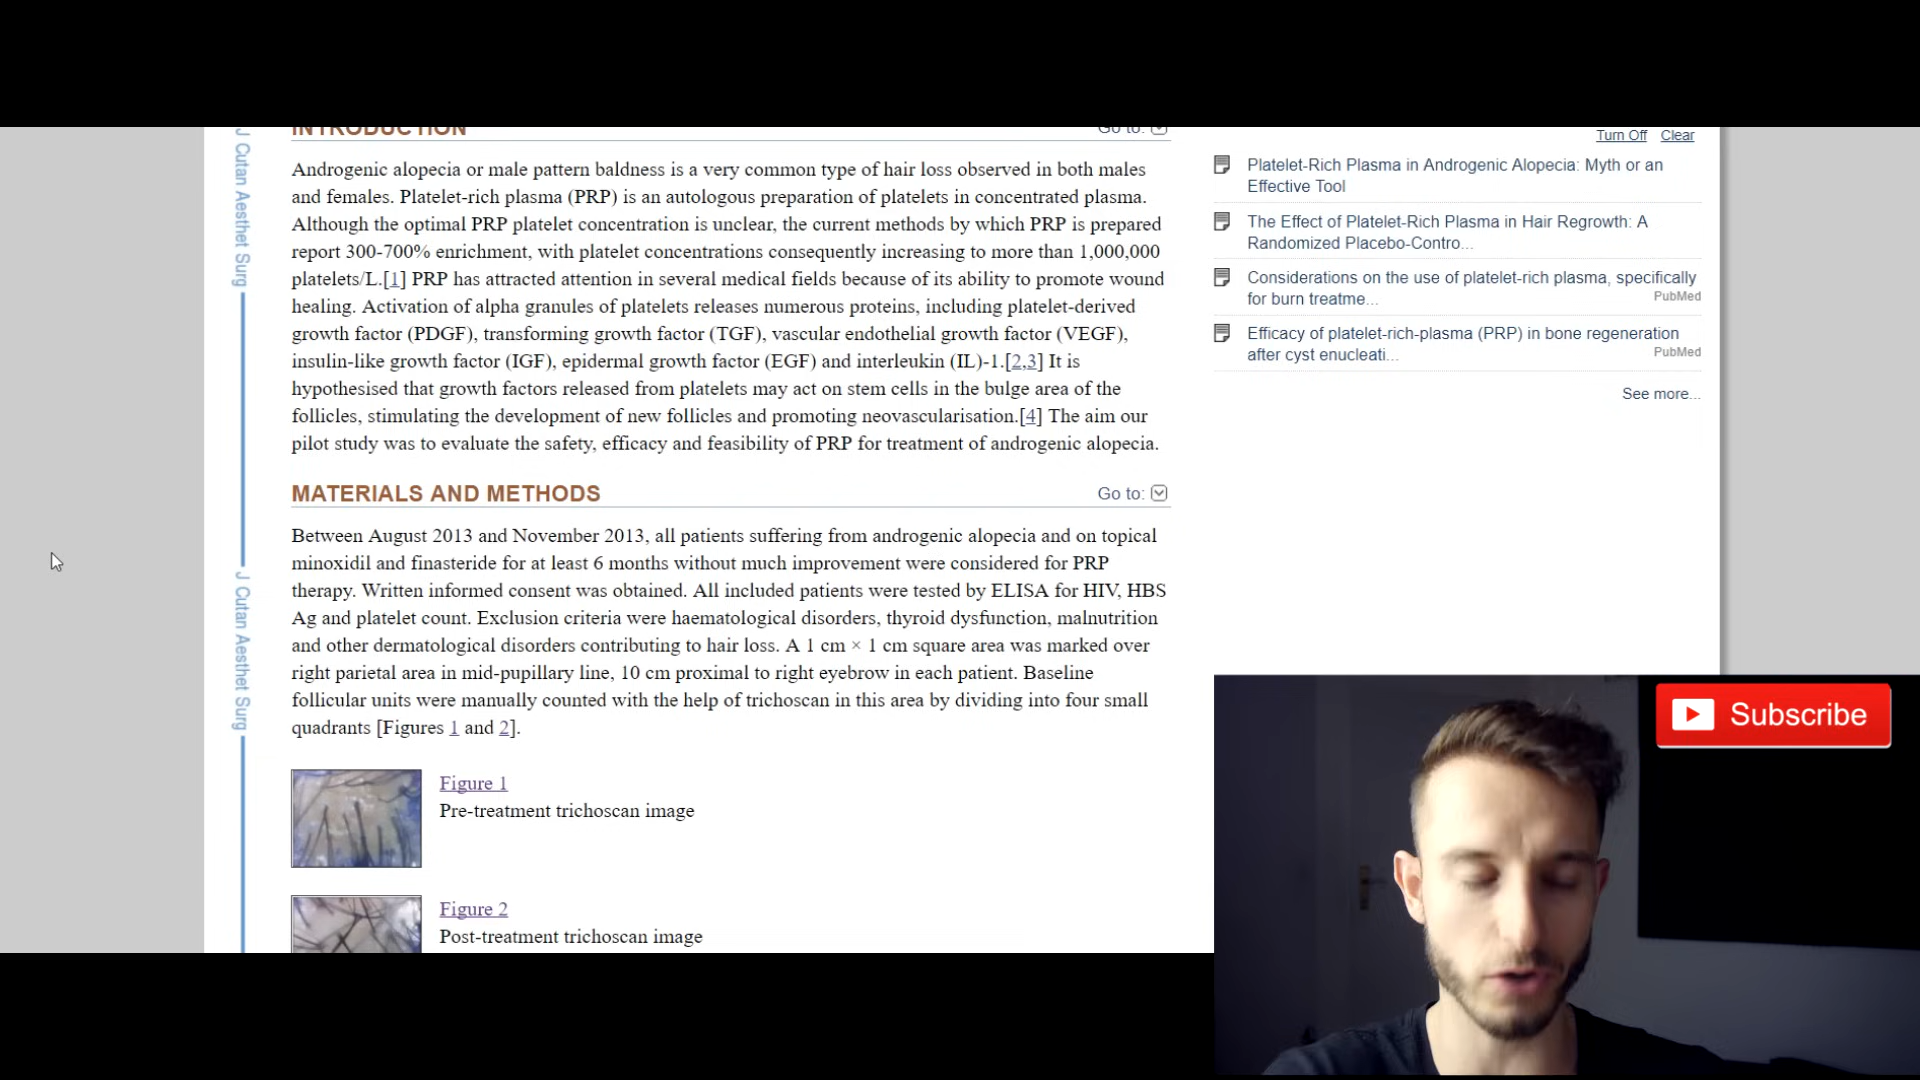 INTRODUCTION
Go to:
Androgenic alopecia or male pattern baldness is a very common type of hair loss observed in both males
and females. Platelet-rich plasma (PRP) is an autologous preparation of platelets in concentrated plasma.
Although the optimal PRP platelet concentration is unclear, the current methods by which PRP is prepared
report 300-700% enrichment, with platelet concentrations consequently increasing to more than 1,000,000
platelets/L.[1] PRP has attracted attention in several medical fields because of its ability to promote wound
healing. Activation of alpha granules of platelets releases numerous proteins, including platelet-derived
growth factor (PDGF), transforming growth factor (TGF), vascular endothelial growth factor (VEGF),
insulin-like growth factor (IGF), epidermal growth factor (EGF) and interleukin (IL)-1.[2,3] It is
hypothesised that growth factors released from platelets may act on stem cells in the bulge area of the
follicles, stimulating the development of new follicles and promoting neovascularisation.[4] The aim our
pilot study was to evaluate the safety, efficacy and feasibility of PRP for treatment of androgenic alopecia.
MATERIALS AND METHODS
Go to:
Between August 2013 and November 2013, all patients suffering from androgenic alopecia and on topical
minoxidil and finasteride for at least 6 months without much improvement were considered for PRP
therapy. Written informed consent was obtained. All included patients were tested by ELISA for HIV, HBS
Ag and platelet count. Exclusion criteria were haematological disorders, thyroid dysfunction, malnutrition
and other dermatological disorders contributing to hair loss. A 1 cm × 1 cm square area was marked over
right parietal area in mid-pupillary line, 10 cm proximal to right eyebrow in each patient. Baseline
follicular units were manually counted with the help of trichoscan in this area by dividing into four small
quadrants [Figures 1 and 2].
Figure 1
Pre-treatment trichoscan image
Figure 2
Post-treatment trichoscan image
J Cutan Aesthet Surg
J Cutan Aesthet Surg
Turn Off Clear
Platelet-Rich Plasma in Androgenic Alopecia: Myth or an
Effective Tool
The Effect of Platelet-Rich Plasma in Hair Regrowth: A
Randomized Placebo-Contro...
Considerations on the use of platelet-rich plasma, specifically
for burn treatme...
PubMed
Efficacy of platelet-rich-plasma (PRP) in bone regeneration
after cyst enucleati...
PubMed
See more...
Subscribe